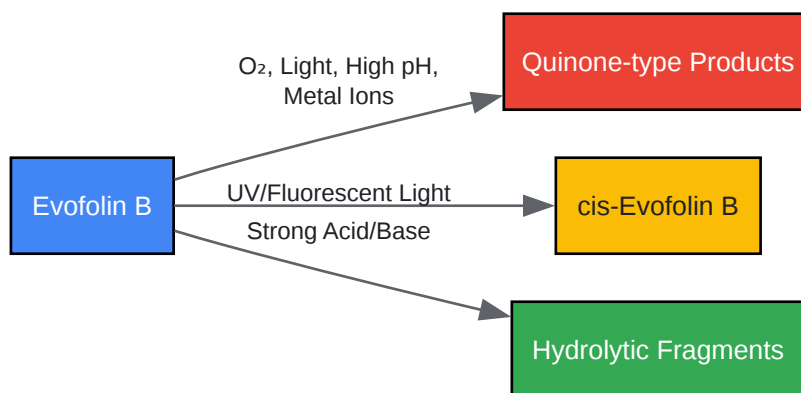 O₂, Light, High pH,
Metal Ions
Quinone-type Products
Evofolin B
UV/Fluorescent Light
cis-Evofolin B
Strong Acid/Base
Hydrolytic Fragments